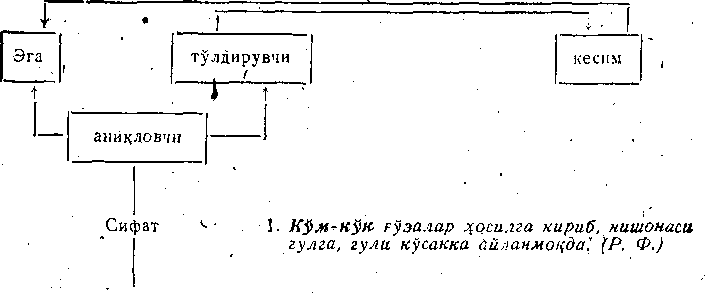 Эга тўлдирувчи кесим
аниқловчи
Сифат
1. Кўм-кўк ғўзалар ҳосилга кириб, нишонаси
гулга, гули кўсакка айланмоқда. (Р. Ф.)